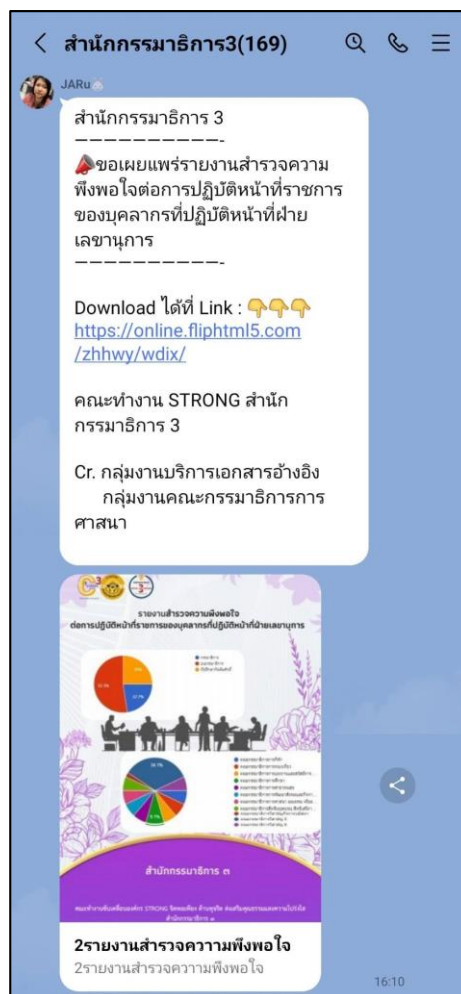 สำนักกรรมาธิการ3(169)
JARu
สำนักกรรมาธิการ 3
——————————-
📣ขอเผยแพร่รายงานสำรวจความ
พึงพอใจต่อการปฏิบัติหน้าที่ราชการ
ของบุคลากรที่ปฏิบัติหน้าที่ฝ่าย
เลขานุการ
——————————-
Download ได้ที่ Link : 👇👇👇
https://online.fliphtml5.com
/zhhwy/wdix/
คณะทำงาน STRONG สำนัก
กรรมาธิการ 3
Cr. กลุ่มงานบริการเอกสารอ้างอิง
กลุ่มงานคณะกรรมาธิการการ
ศาสนา
รายงานสำรวจความพึงพอใจ
ต่อการปฏิบัติหน้าที่ราชการของบุคลากรที่ปฏิบัติหน้าที่ฝ่ายเลขานุการ
สำนักกรรมาธิการ ๓
2รายงานสำรวจความาพึงพอใจ
2รายงานสำรวจความาพึงพอใจ
16:10